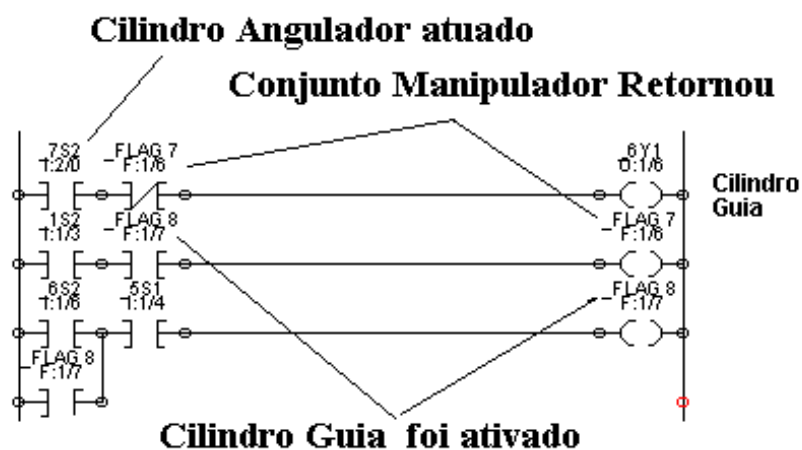 Cilindro Angulador atuado
Conjunto Manipulador Retornou
7S2
I:2/0
FLAG 7
F:1/6
6Y1
O:1/6
Cilindro
Guia
1S2
I:1/3
FLAG 8
F:1/7
FLAG 7
F:1/6
6S2
I:1/6
5S1
I:1/4
FLAG 8
F:1/7
FLAG 8
F:1/7
Cilindro Guia foi ativado